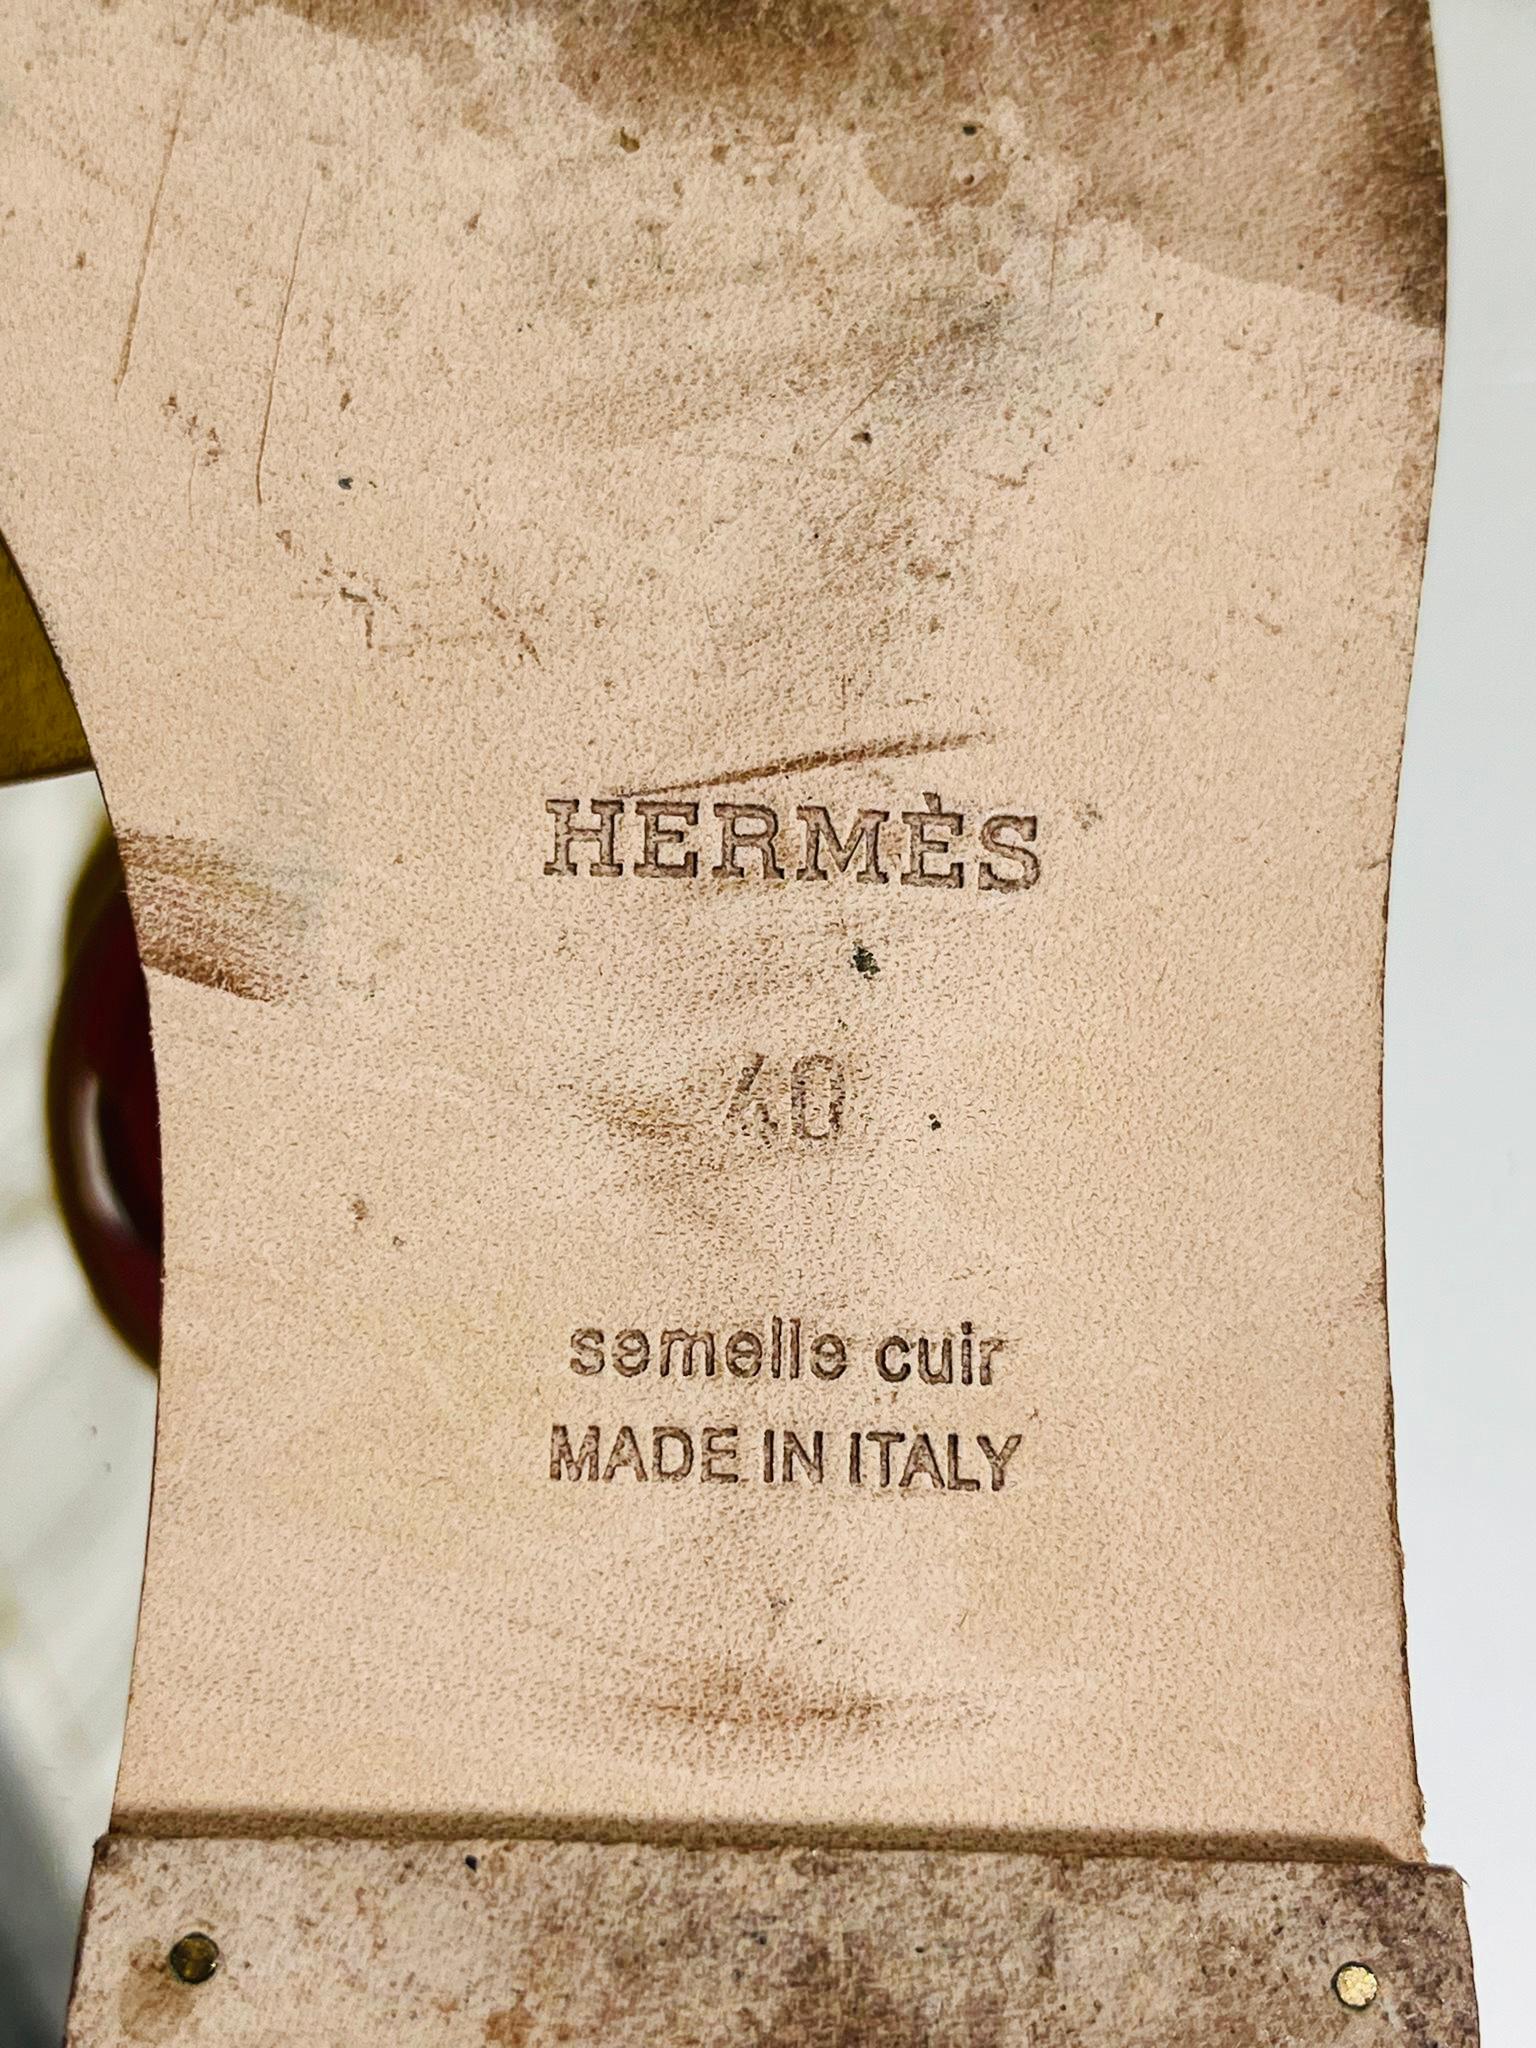 HERMÈS
40
semelle cuir
MADE IN ITALY